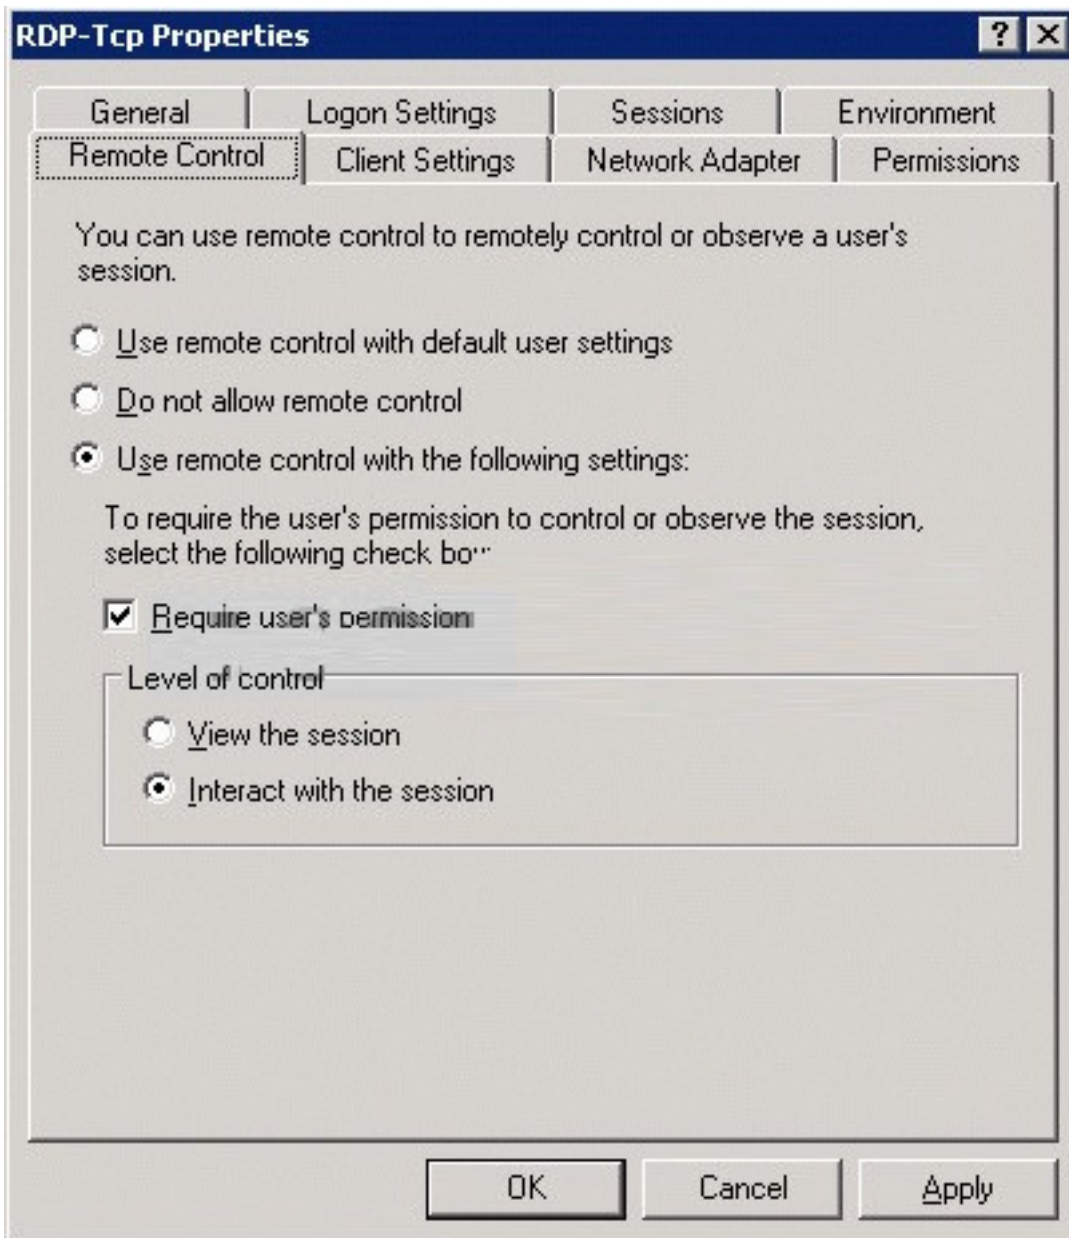 RDP-Tcp Properties
General Logon Settings Sessions Environment
Remote Control Client Settings Network Adapter Permissions
You can use remote control to remotely control or observe a user's
session.
Use remote control with default user settings
Do not allow remote control
Use remote control with the following settings:
To require the user's permission to control or observe the session,
select the following check
Require user's permission
Level of control
View the session
Interact with the session
OK Cancel Apply